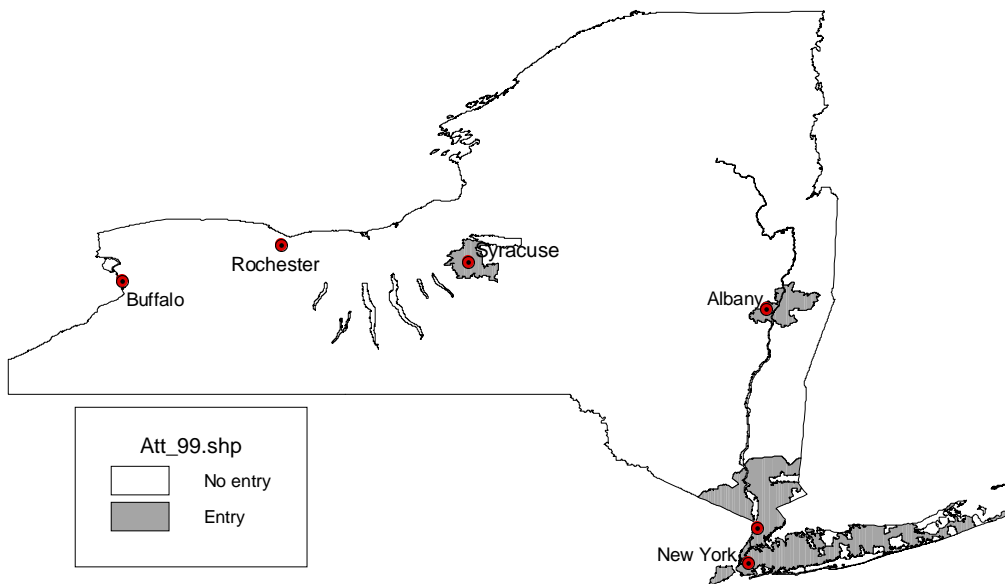 Syracuse
Rochester
Buffalo
Albany
Att_99.shp
No entry
Entry
New York